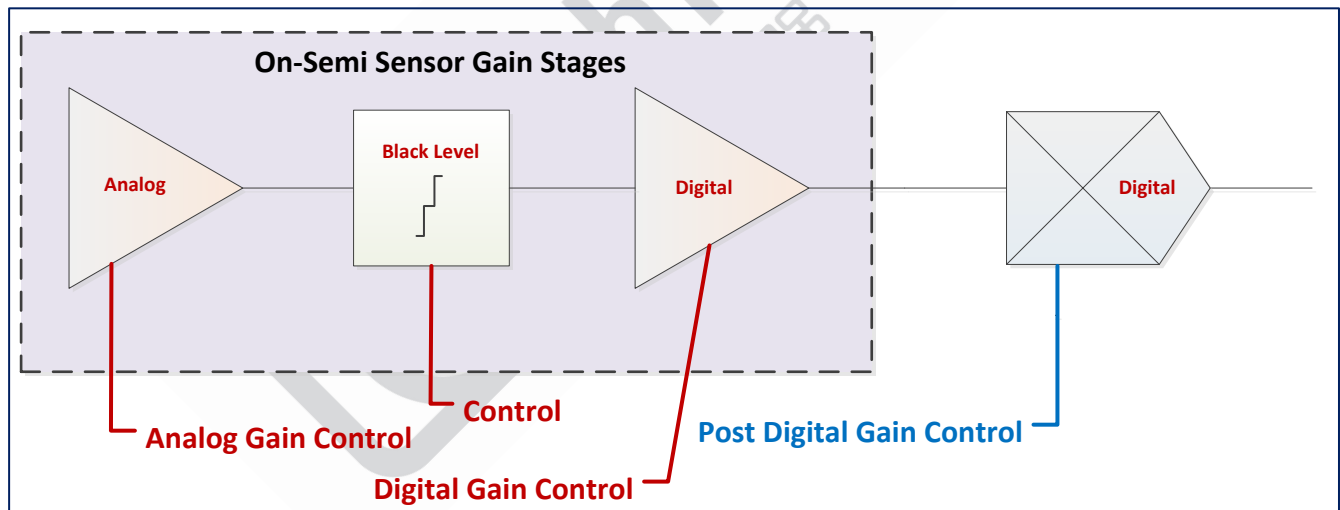 On-Semi Sensor Gain Stages
Analog
Black Level
Digital
Digital
Control
Analog Gain Control
Post Digital Gain Control
Digital Gain Control